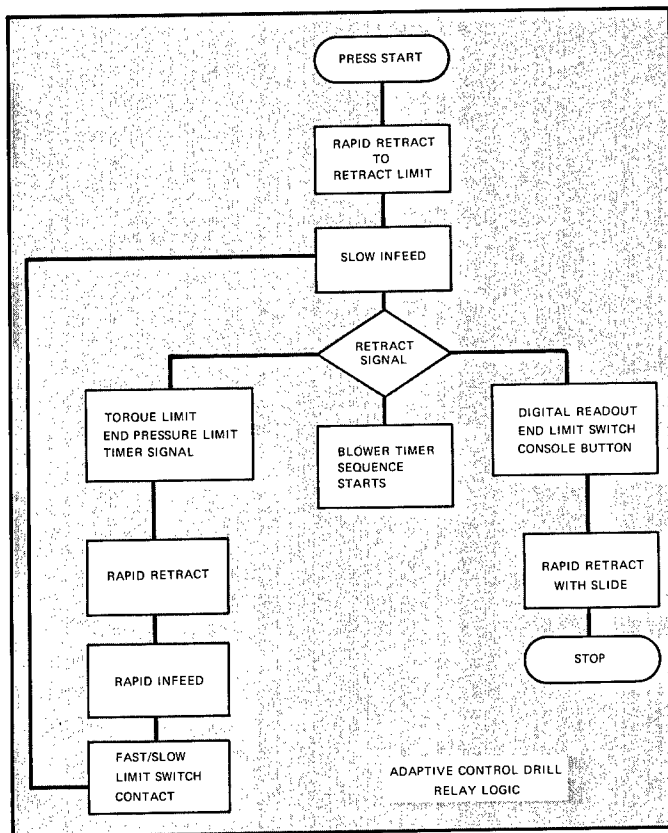 PRESS START
RAPID RETRACT
TO
RETRACT LIMIT
SLOW INFEED
RETRACT
SIGNAL
TORQUE LIMIT
END PRESSURE LIMIT
TIMER SIGNAL
BLOWER TIMER
SEQUENCE
STARTS
DIGITAL READOUT
END LIMIT SWITCH
CONSOLE BUTTON
RAPID RETRACT
RAPID RETRACT
WITH SLIDE
RAPID INFEED
STOP
FAST/SLOW
LIMIT SWITCH
CONTACT
ADAPTIVE CONTROL DRILL
RELAY LOGIC